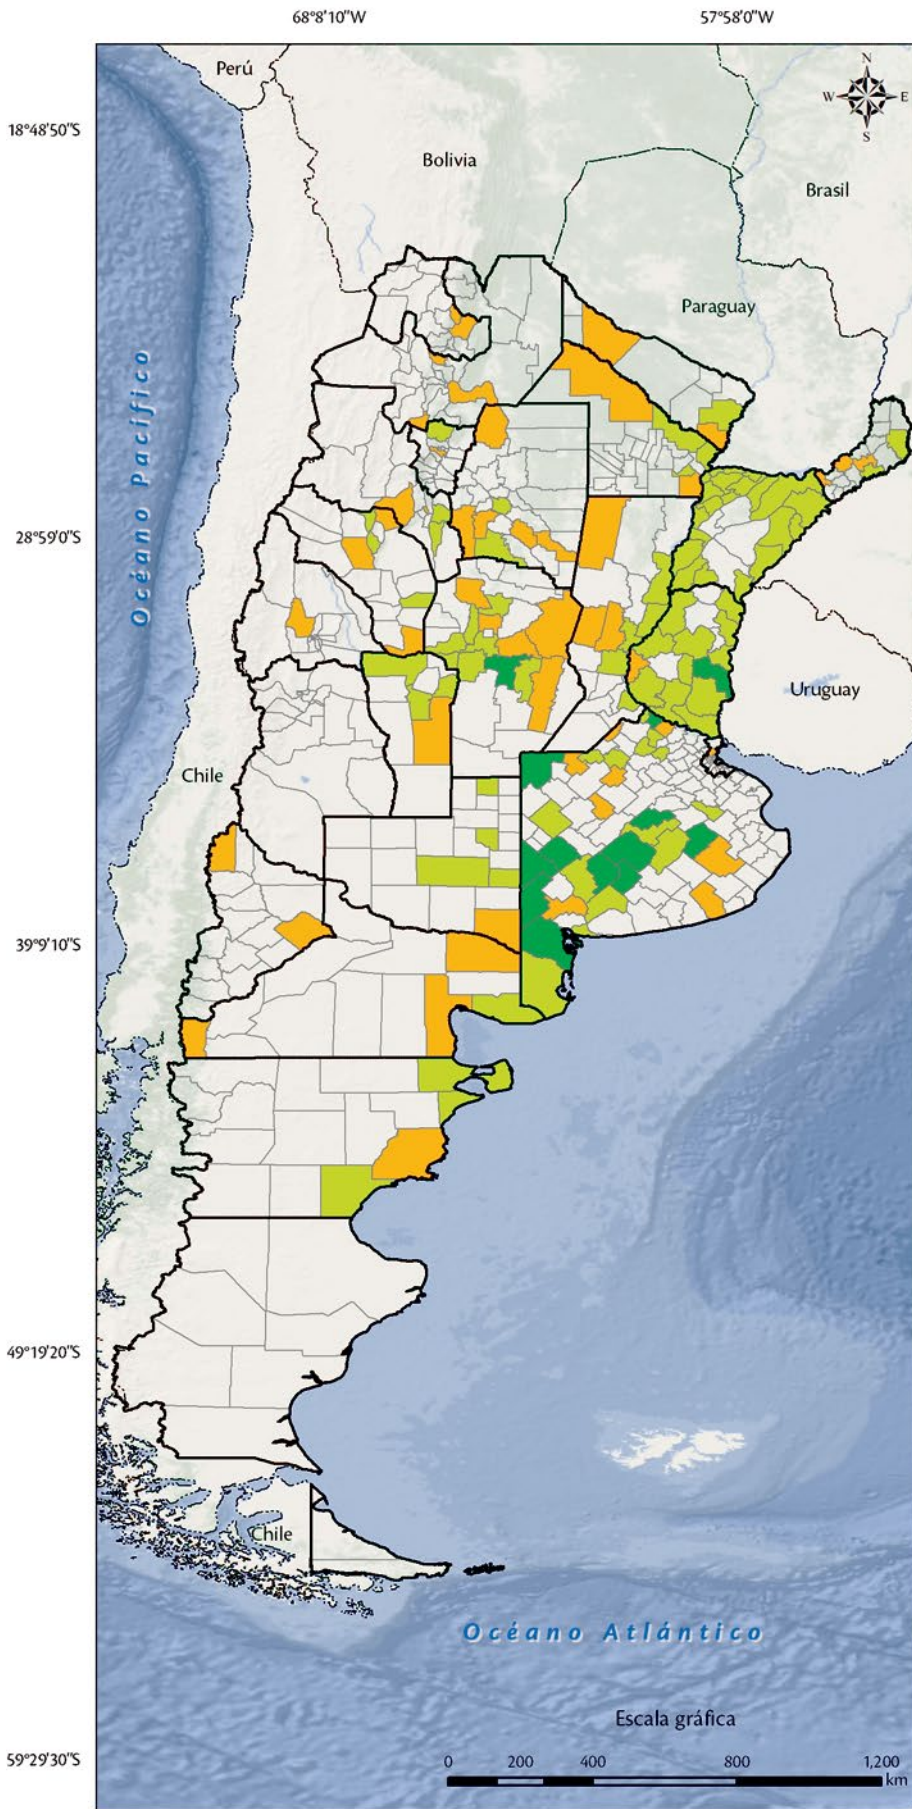 68°8'10"W
57°58'0"W
Perú
N
W
E
S
18°48'50"S
Bolivia
Brasil
Paraguay
Océano Pacífico
28°59'0"S
Uruguay
Chile
39°9'10"S
49°19'20"S
Chile
Océano Atlántico
Escala gráfica
59°29'30"S
0 200 400 800 1,200
km